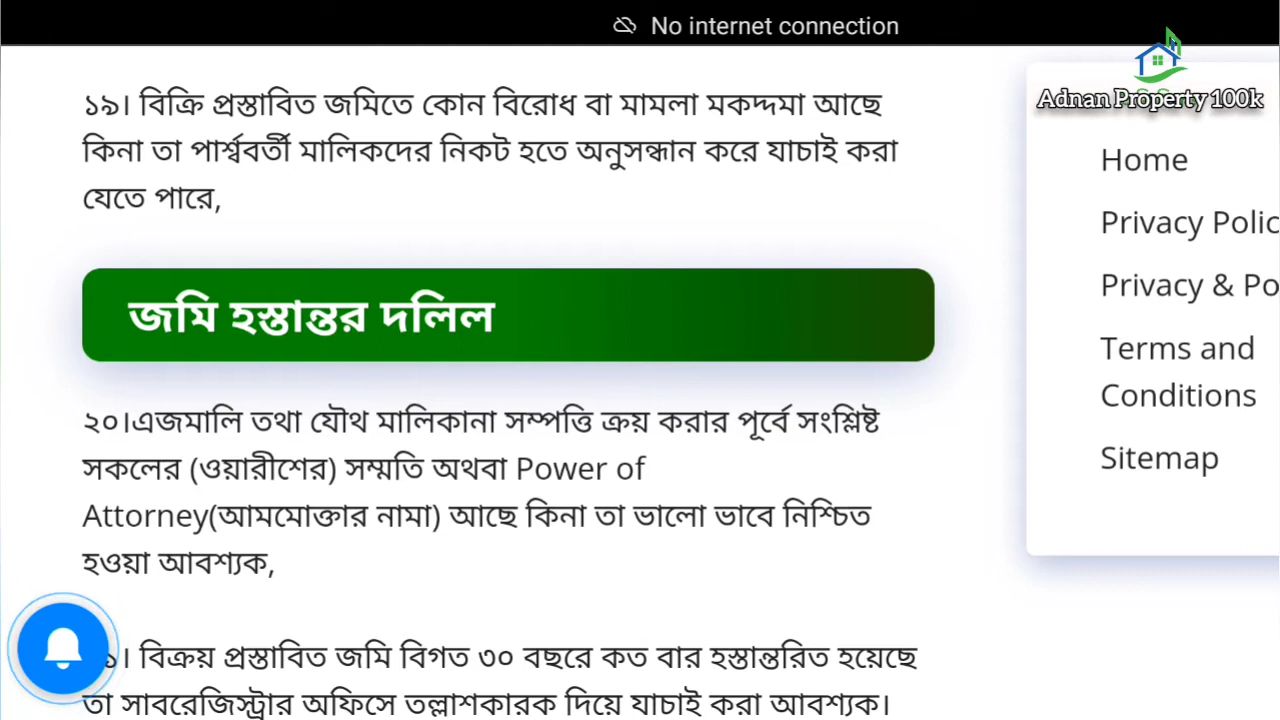 No internet connection
১৯। বিক্রি প্রস্তাবিত জমিতে কোন বিরোধ বা মামলা মকদ্দমা আছে
কিনা তা পার্শ্ববর্তী মালিকদের নিকট হতে অনুসন্ধান করে যাচাই করা
যেতে পারে,
জমি হস্তান্তর দলিল
২০।এজমালি তথা যৌথ মালিকানা সম্পত্তি ক্রয় করার পূর্বে সংশ্লিষ্ট
সকলের (ওয়ারীশের) সম্মতি অথবা Power of
Attorney(আমমোক্তার নামা) আছে কিনা তা ভালো ভাবে নিশ্চিত
হওয়া আবশ্যক,
১। বিক্রয় প্রস্তাবিত জমি বিগত ৩০ বছরে কত বার হস্তান্তরিত হয়েছে
তা সাবরেজিস্ট্রার অফিসে তল্লাশকারক দিয়ে যাচাই করা আবশ্যক।
Adnan Property 100k
Home
Privacy Polic
Privacy & Po
Terms and
Conditions
Sitemap